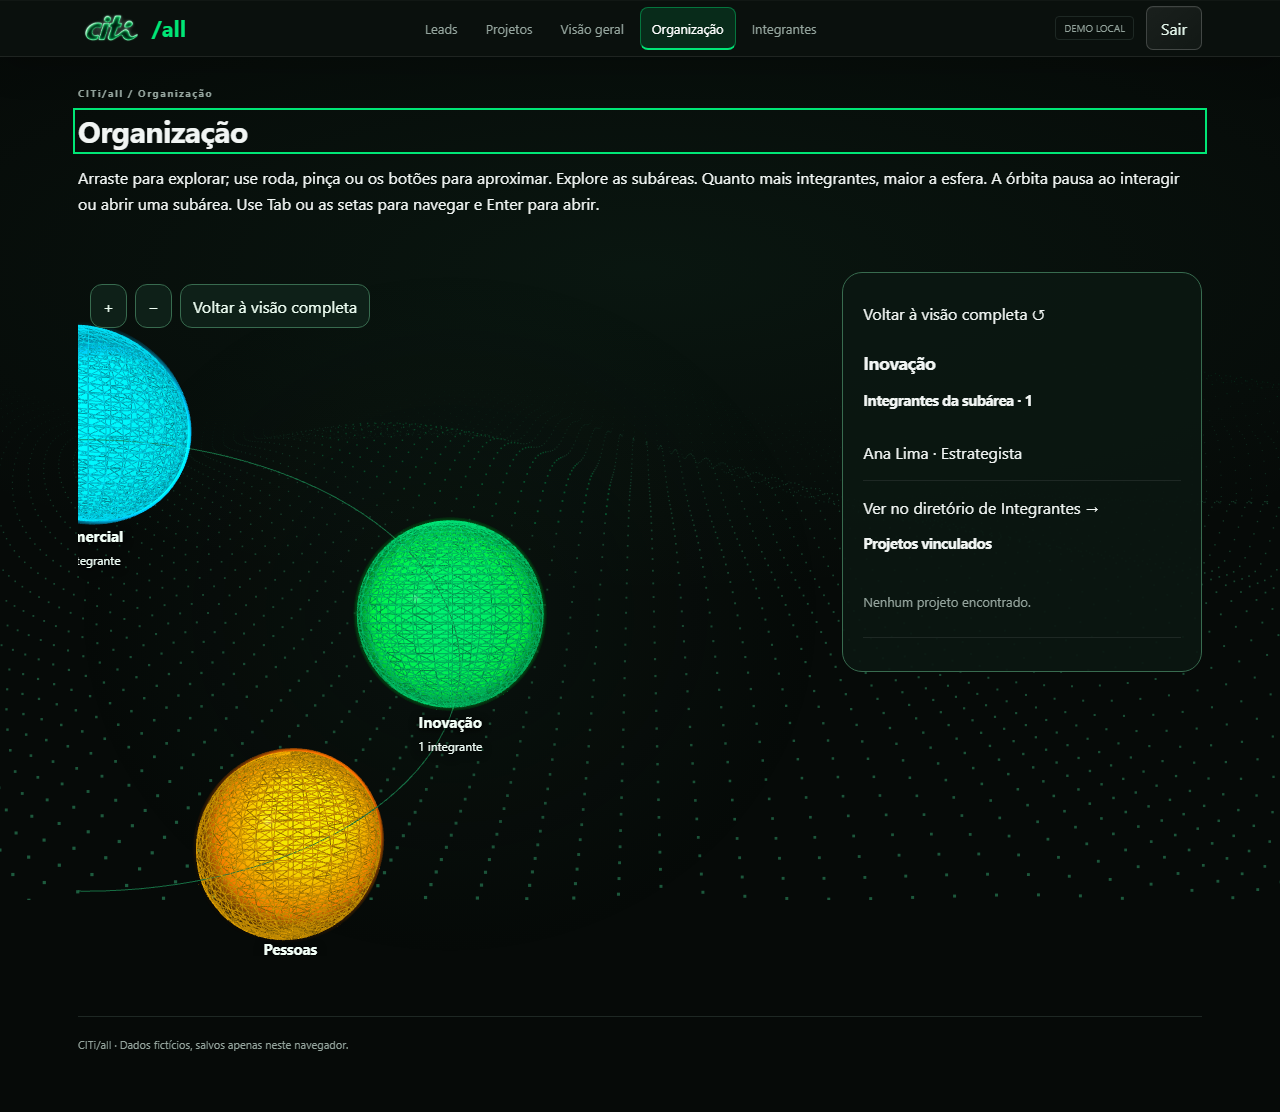 citi /all
Leads
Projetos
Visão geral
Organização
Integrantes
DEMO LOCAL
Sair
CITi/all / Organização
Organização
Arraste para explorar; use roda, pinça ou os botões para aproximar. Explore as subáreas. Quanto mais integrantes, maior a esfera. A órbita pausa ao interagir
ou abrir uma subárea. Use Tab ou as setas para navegar e Enter para abrir.
+
−
Voltar à visão completa
mercial
tegrante
Inovação
1 integrante
Pessoas
Voltar à visão completa ↺
Inovação
Integrantes da subárea · 1
Ana Lima · Estrategista
Ver no diretório de Integrantes →
Projetos vinculados
Nenhum projeto encontrado.
CITi/all · Dados fictícios, salvos apenas neste navegador.